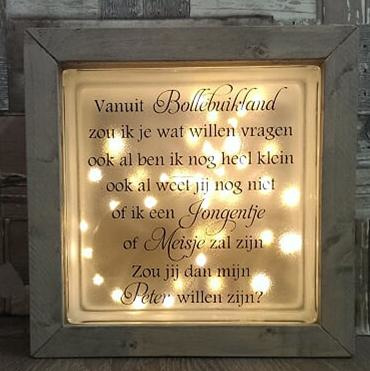 Vanuit Bollebuikland
zou ik je wat willen vragen
ook al ben ik nog heel klein
ook al weet jij nog niet
of ik een Jongentje
of Meisje zal zijn
Zou jij dan mijn
Peter willen zijn?